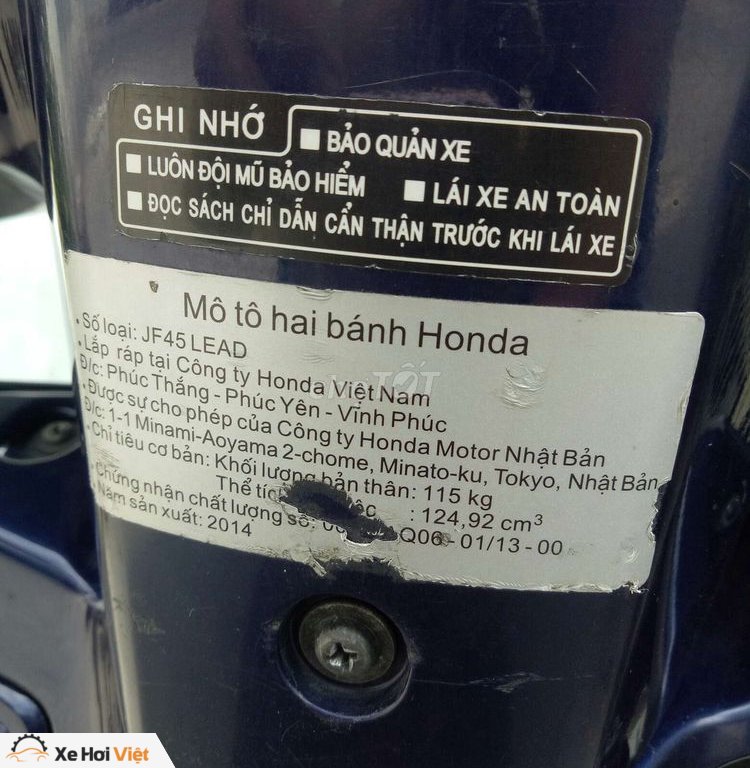 GHI NHỚ
■ BẢO QUẢN XE
■ LUÔN ĐỘI MŨ BẢO HIỂM ■ LÁI XE AN TOÀN
■ ĐỌC SÁCH CHỈ DẪN CẨN THẬN TRƯỚC KHI LÁI XE
Mô tô hai bánh Honda
• Số loại: JF45 LEAD
• Lắp ráp tại Công ty Honda Việt Nam
Đ/c: Phúc Thắng - Phúc Yên - Vĩnh Phúc
• Được sự cho phép của Công ty Honda Motor Nhật Bản
Đ/c: 1-1 Minami-Aoyama 2-chome, Minato-ku, Tokyo, Nhật Bản
• Chỉ tiêu cơ bản: Khối lượng bản thân: 115 kg
Thể : 124,92 cm³
• Chứng nhận chất lượng số: Q06 - 01/13 - 00
• Năm sản xuất: 2014
TỐT
Xe Hơi Việt